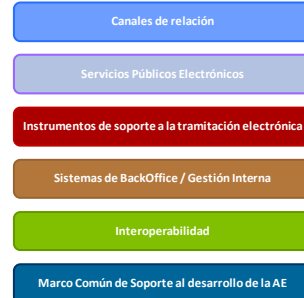 Canales de relación
Servicios Públicos Electrónicos
Instrumentos de soporte a la tramitación electrónica
Sistemas de BackOffice / Gestión Interna
Interoperabilidad
Marco Común de Soporte al desarrollo de la AE